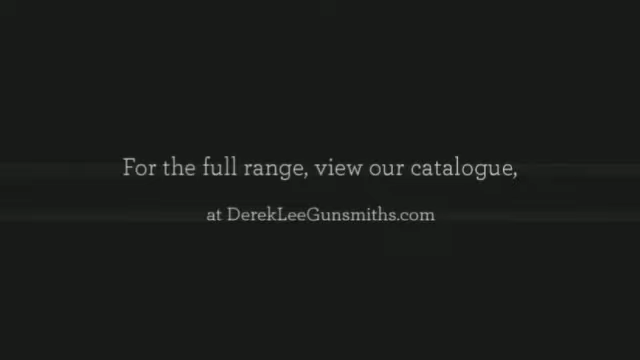 For the full range, view our catalogue,
at DerekLeeGunsmiths.com